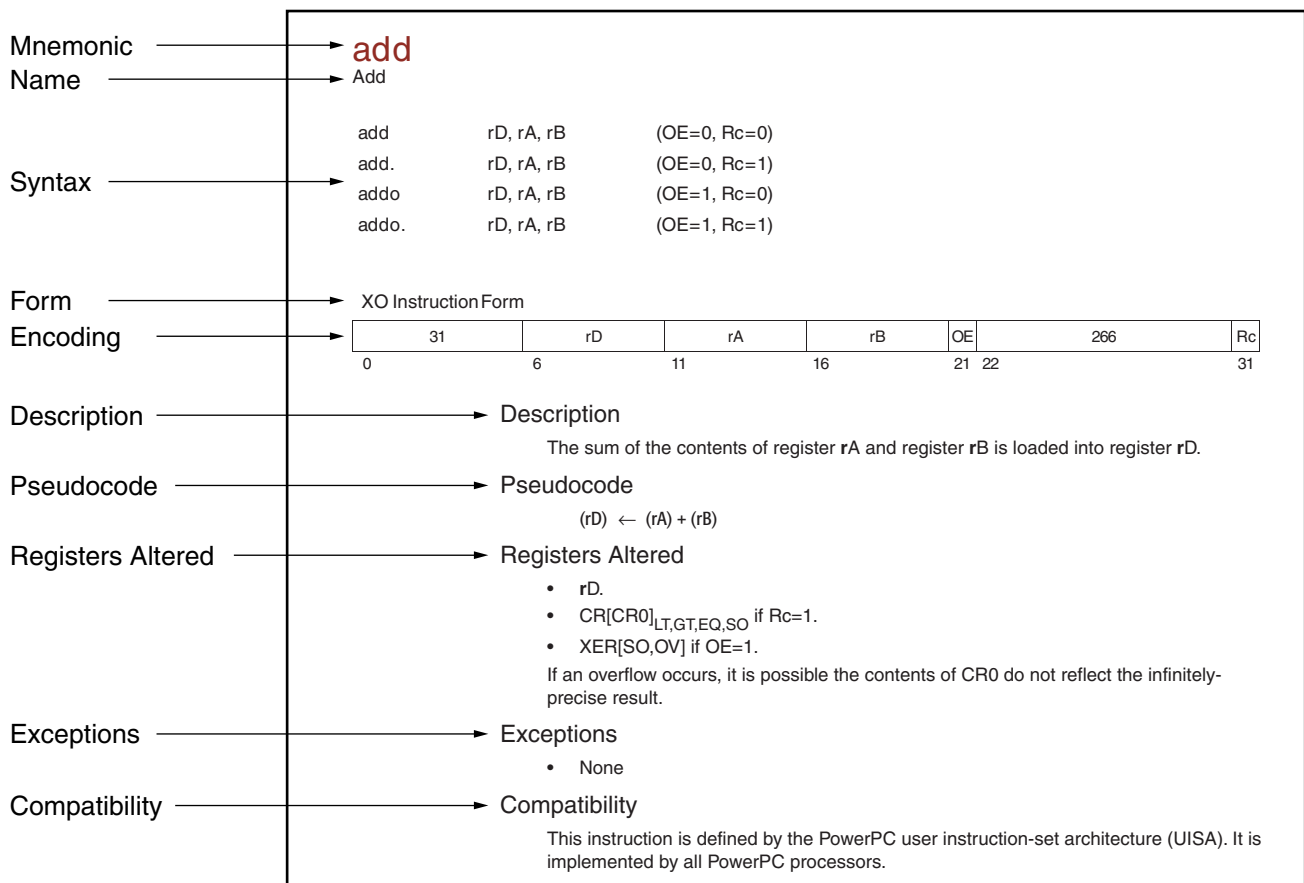 Mnemonic
add
Name
Add
Syntax
add rD, rA, rB (OE=0, Rc=0)
add. rD, rA, rB (OE=0, Rc=1)
addo rD, rA, rB (OE=1, Rc=0)
addo. rD, rA, rB (OE=1, Rc=1)
Form
XO Instruction Form
Encoding
31 rD rA rB OE 266 Rc
0 6 11 16 21 22 31
Description
Description
The sum of the contents of register rA and register rB is loaded into register rD.
Pseudocode
Pseudocode
(rD) ← (rA) + (rB)
Registers Altered
Registers Altered
• rD.
• CR[CR0]LT,GT,EQ,SO if Rc=1.
• XER[SO,OV] if OE=1.
If an overflow occurs, it is possible the contents of CR0 do not reflect the infinitely-
precise result.
Exceptions
Exceptions
• None
Compatibility
Compatibility
This instruction is defined by the PowerPC user instruction-set architecture (UISA). It is
implemented by all PowerPC processors.